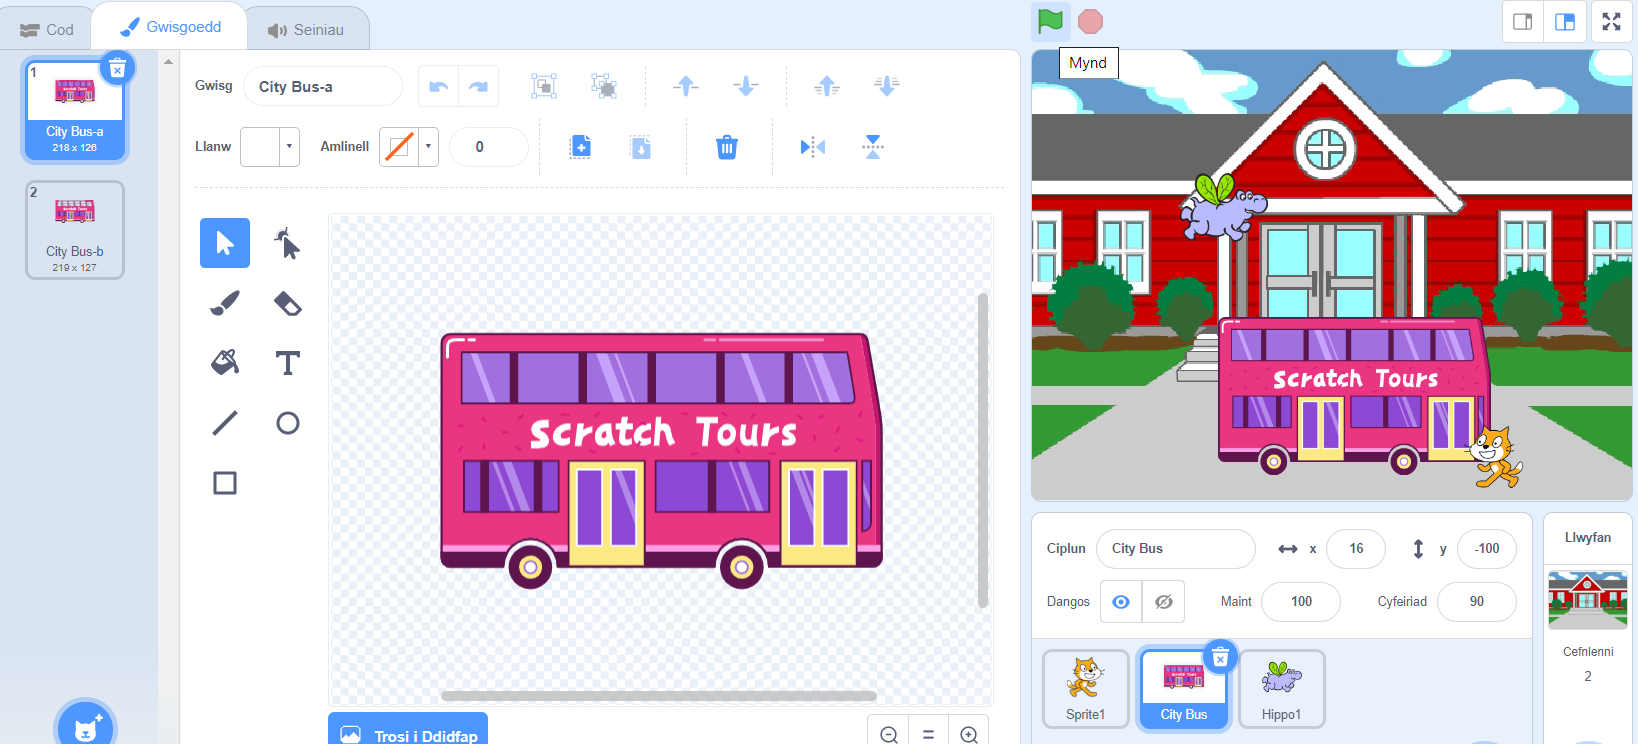 Cod
Gwisgoedd
Seiniau
Mynd
1
City Bus-a
218 x 126
2
City Bus-b
219 x 127
Gwisg
City Bus-a
Llanw
Amlinell
0
Scratch Tours
Trosi i Ddidfap
Scratch Tours
Ciplun
City Bus
x
16
y
-100
Dangos
Maint
100
Cyfeiriad
90
Sprite1
Scratch Tours
City Bus
Hippo1
Llwyfan
Cefnlenni
2